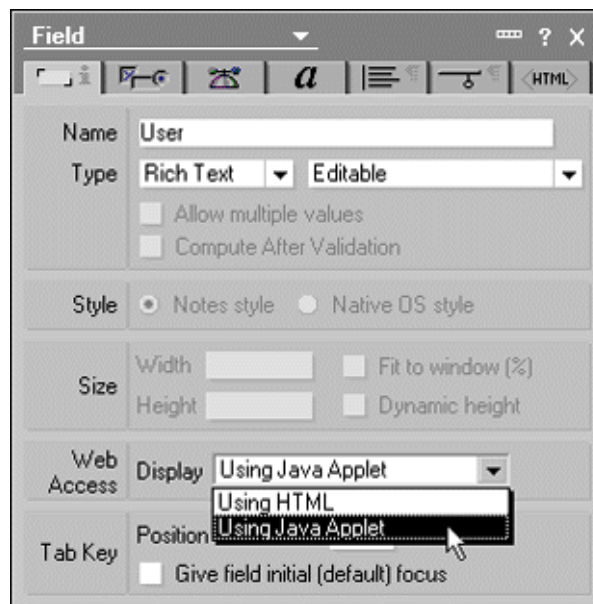 Field ? X
i a HTML
Name User
Type Rich Text Editable
Allow multiple values
Compute After Validation
Style Notes style Native OS style
Size Width Fit to window (%)
Height Dynamic height
Web Access Display Using Java Applet
Using HTML
Using Java Applet
Tab Key Position
Give field initial (default) focus